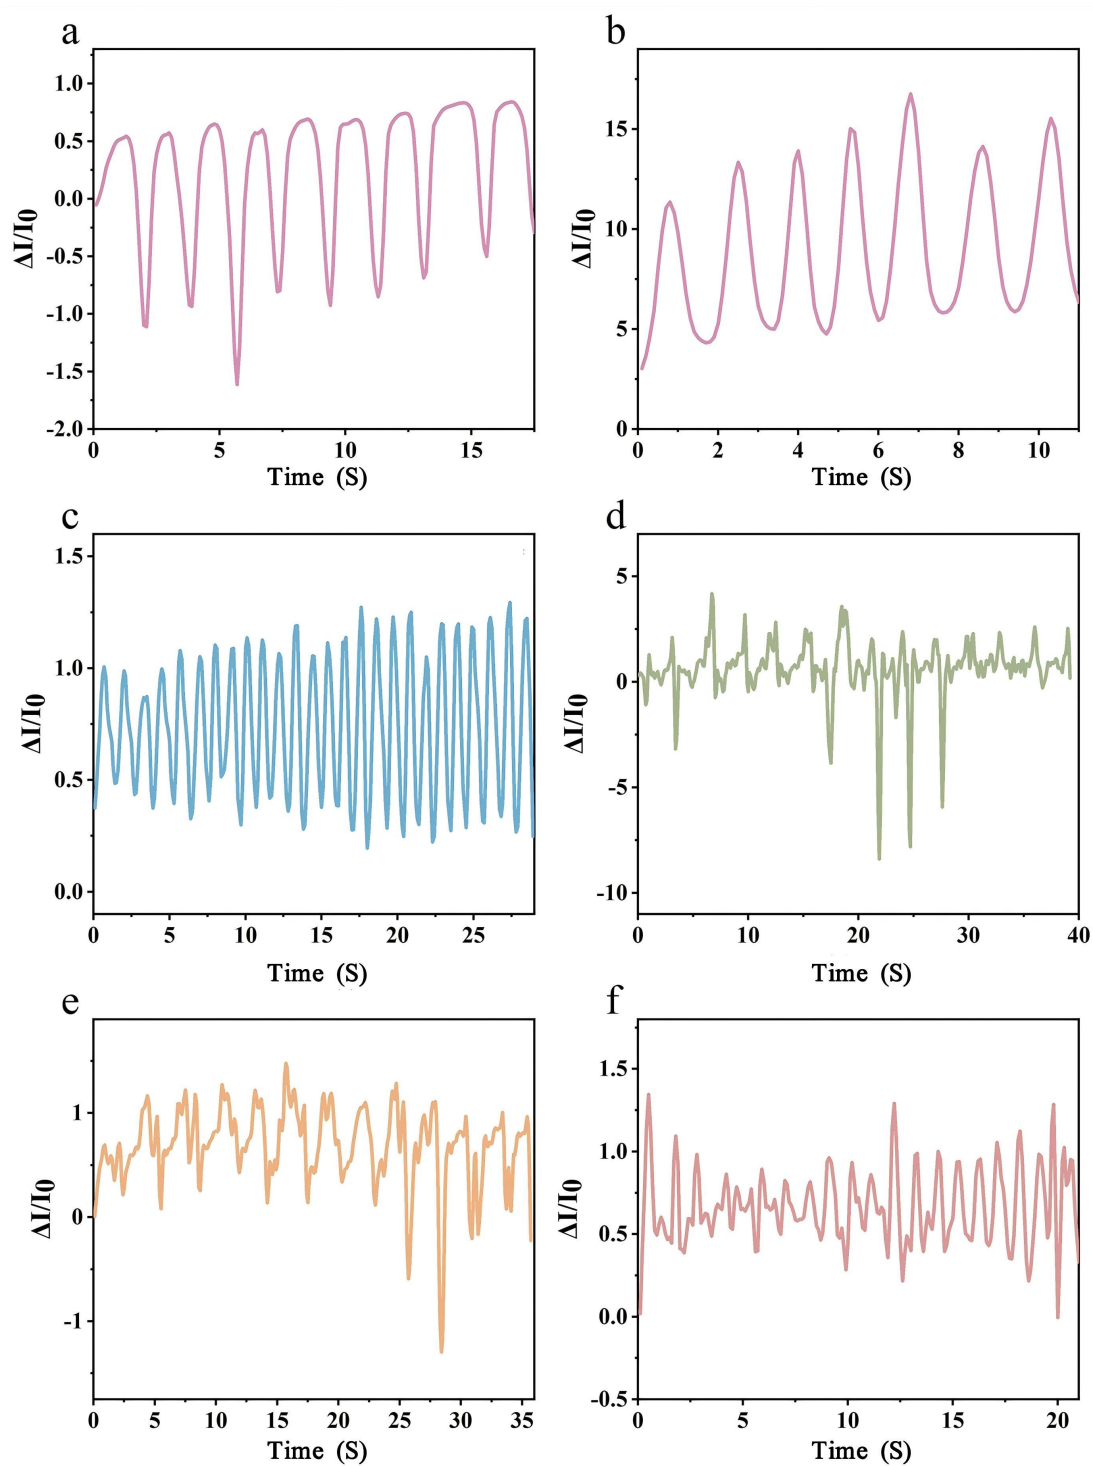 a
1.0
0.5
0.0
-0.5
-1.0
-1.5
-2.0
ΔI/I0
0 5 10 15
Time (S)
b
15
10
5
0
ΔI/I0
0 2 4 6 8 10
Time (S)
c
1.5
1.0
0.5
0.0
ΔI/I0
0 5 10 15 20 25
Time (S)
d
5
0
-5
-10
ΔI/I0
0 10 20 30 40
Time (S)
e
1
0
-1
ΔI/I0
0 5 10 15 20 25 30 35
Time (S)
f
1.5
1.0
0.5
0.0
-0.5
ΔI/I0
0 5 10 15 20
Time (S)